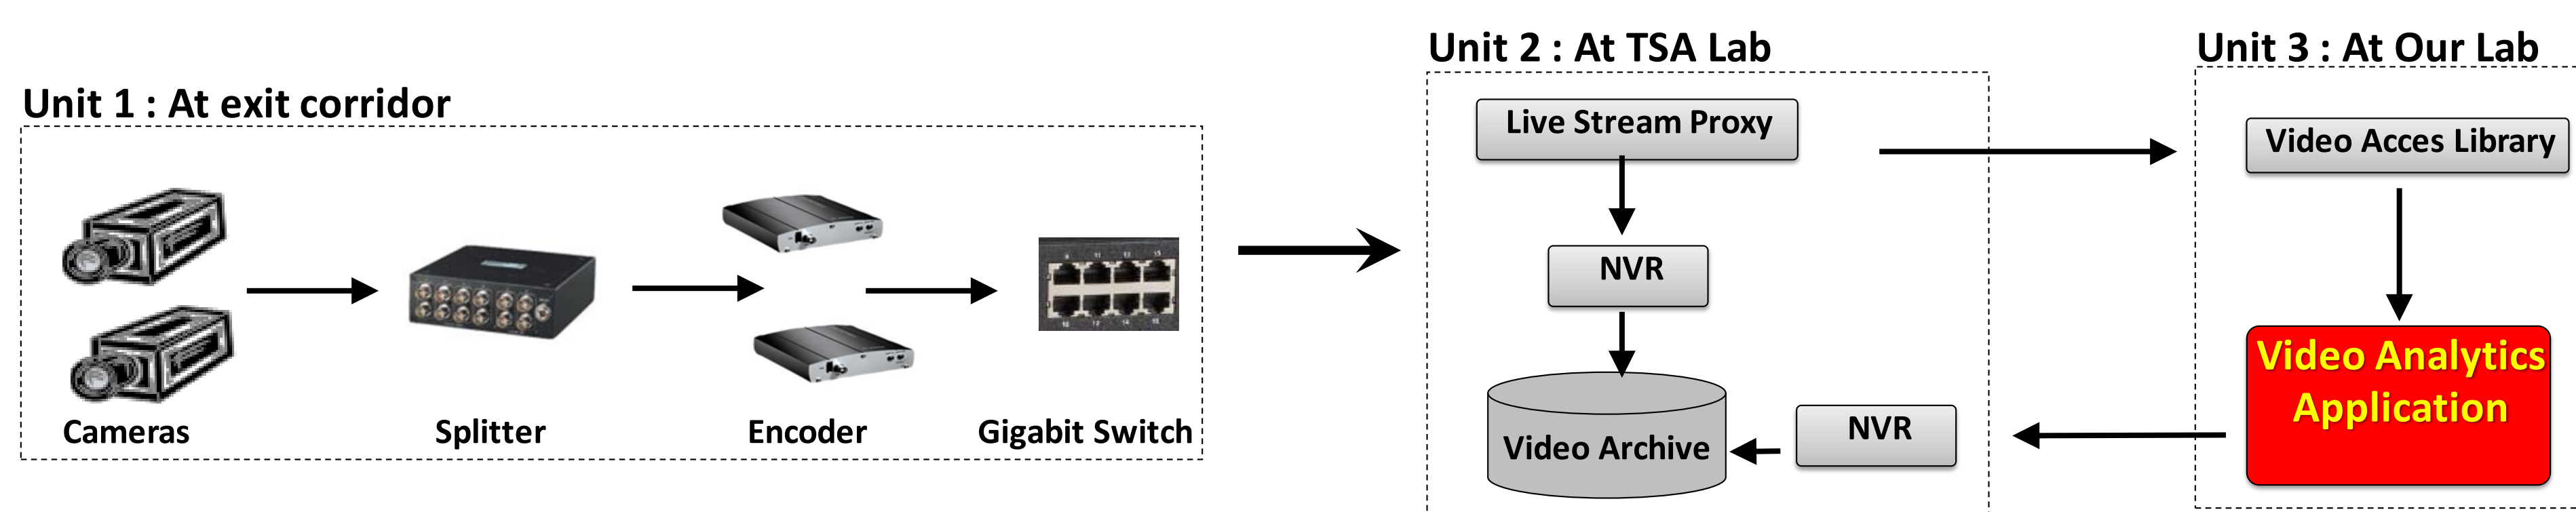 Unit 1 : At exit corridor
Cameras
Splitter
Encoder
Gigabit Switch
Unit 2 : At TSA Lab
Live Stream Proxy
NVR
Video Archive
NVR
Unit 3 : At Our Lab
Video Acces Library
Video Analytics
Application